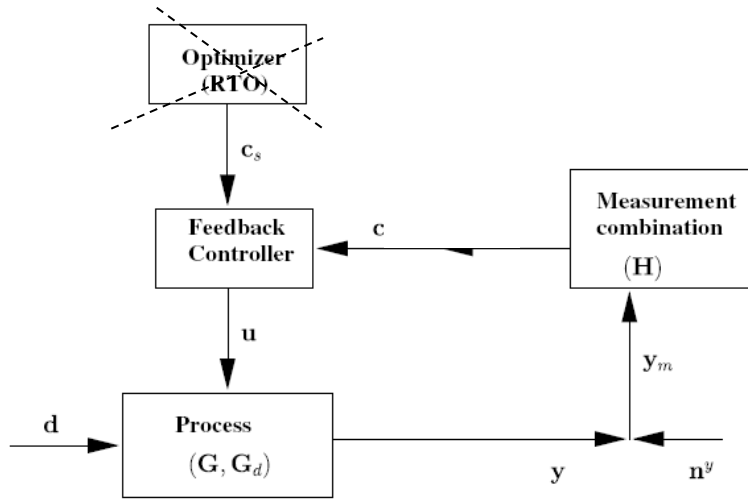 Optimizer
(RTO)
c_s
Feedback
Controller
c
Measurement
combination
(H)
u
y_m
d
Process
(G, G_d)
y
n^y